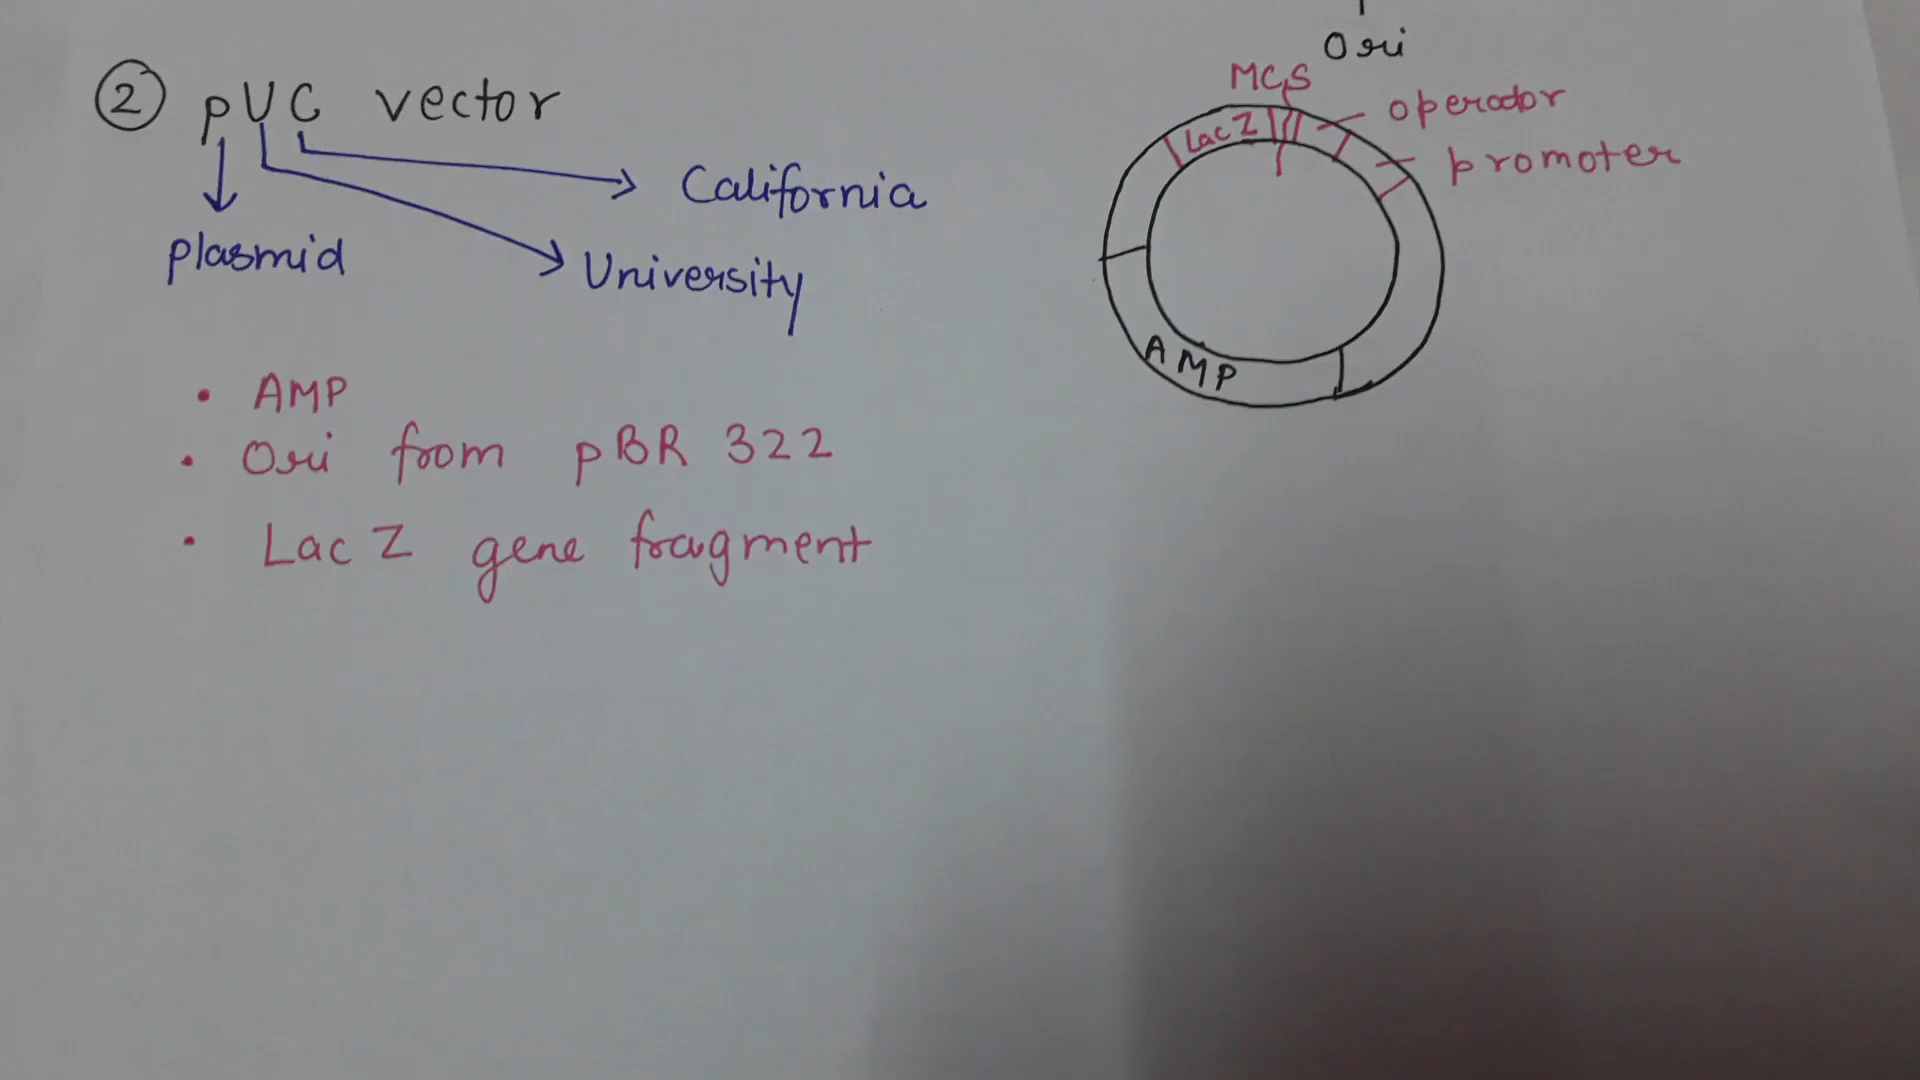 Ori
② pUC vector
California
plasmid
University
• AMP
• Ori from pBR 322
• Lac Z gene fragment
MCS
operator
Lac Z
promoter
AMP